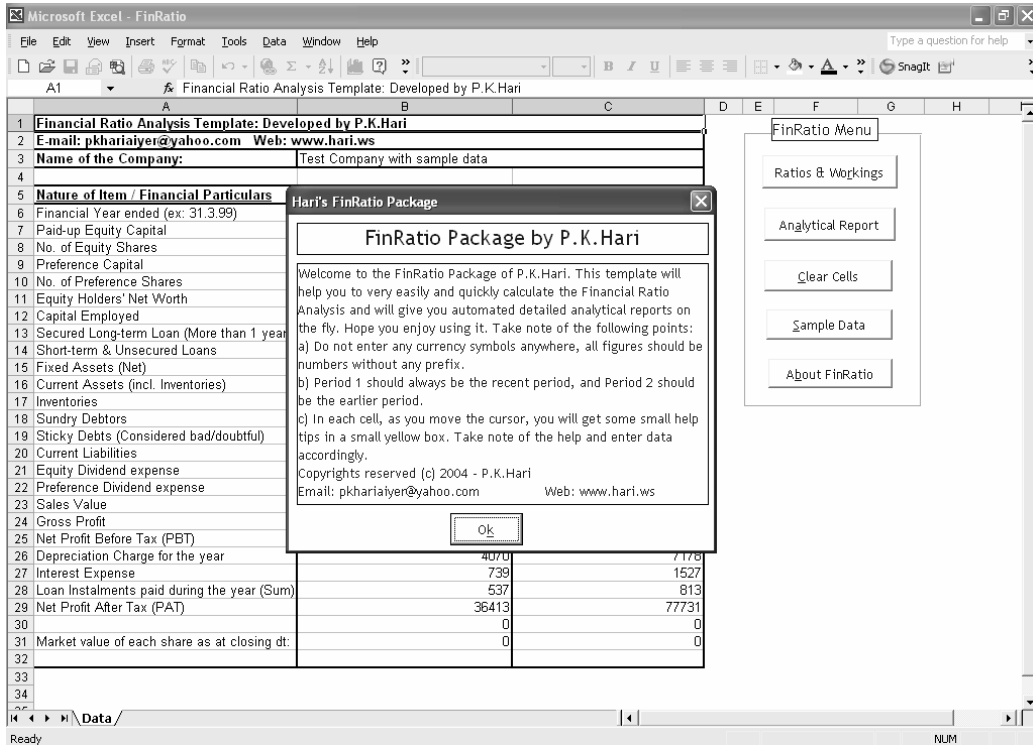 Microsoft Excel - FinRatio
File Edit View Insert Format Tools Data Window Help
Type a question for help
B I U
SnagIt
A1 fx Financial Ratio Analysis Template: Developed by P.K.Hari
A B C D E F G H
1 Financial Ratio Analysis Template: Developed by P.K.Hari
2 E-mail: pkhariaiyer@yahoo.com Web: www.hari.ws
3 Name of the Company: Test Company with sample data
4
5 Nature of Item / Financial Particulars
6 Financial Year ended (ex: 31.3.99)
7 Paid-up Equity Capital
8 No. of Equity Shares
9 Preference Capital
10 No. of Preference Shares
11 Equity Holders' Net Worth
12 Capital Employed
13 Secured Long-term Loan (More than 1 year
14 Short-term & Unsecured Loans
15 Fixed Assets (Net)
16 Current Assets (incl. Inventories)
17 Inventories
18 Sundry Debtors
19 Sticky Debts (Considered bad/doubtful)
20 Current Liabilities
21 Equity Dividend expense
22 Preference Dividend expense
23 Sales Value
24 Gross Profit
25 Net Profit Before Tax (PBT)
26 Depreciation Charge for the year 4070 7178
27 Interest Expense 739 1527
28 Loan Instalments paid during the year (Sum) 537 813
29 Net Profit After Tax (PAT) 36413 77731
30 0 0
31 Market value of each share as at closing dt: 0 0
32
33
34
Hari's FinRatio Package
FinRatio Package by P.K.Hari
Welcome to the FinRatio Package of P.K.Hari. This template will
help you to very easily and quickly calculate the Financial Ratio
Analysis and will give you automated detailed analytical reports on
the fly. Hope you enjoy using it. Take note of the following points:
a) Do not enter any currency symbols anywhere, all figures should be
numbers without any prefix.
b) Period 1 should always be the recent period, and Period 2 should
be the earlier period.
c) In each cell, as you move the cursor, you will get some small help
tips in a small yellow box. Take note of the help and enter data
accordingly.
Copyrights reserved (c) 2004 - P.K.Hari
Email: pkhariaiyer@yahoo.com Web: www.hari.ws
Ok
FinRatio Menu
Ratios & Workings
Analytical Report
Clear Cells
Sample Data
About FinRatio
Data
Ready NUM